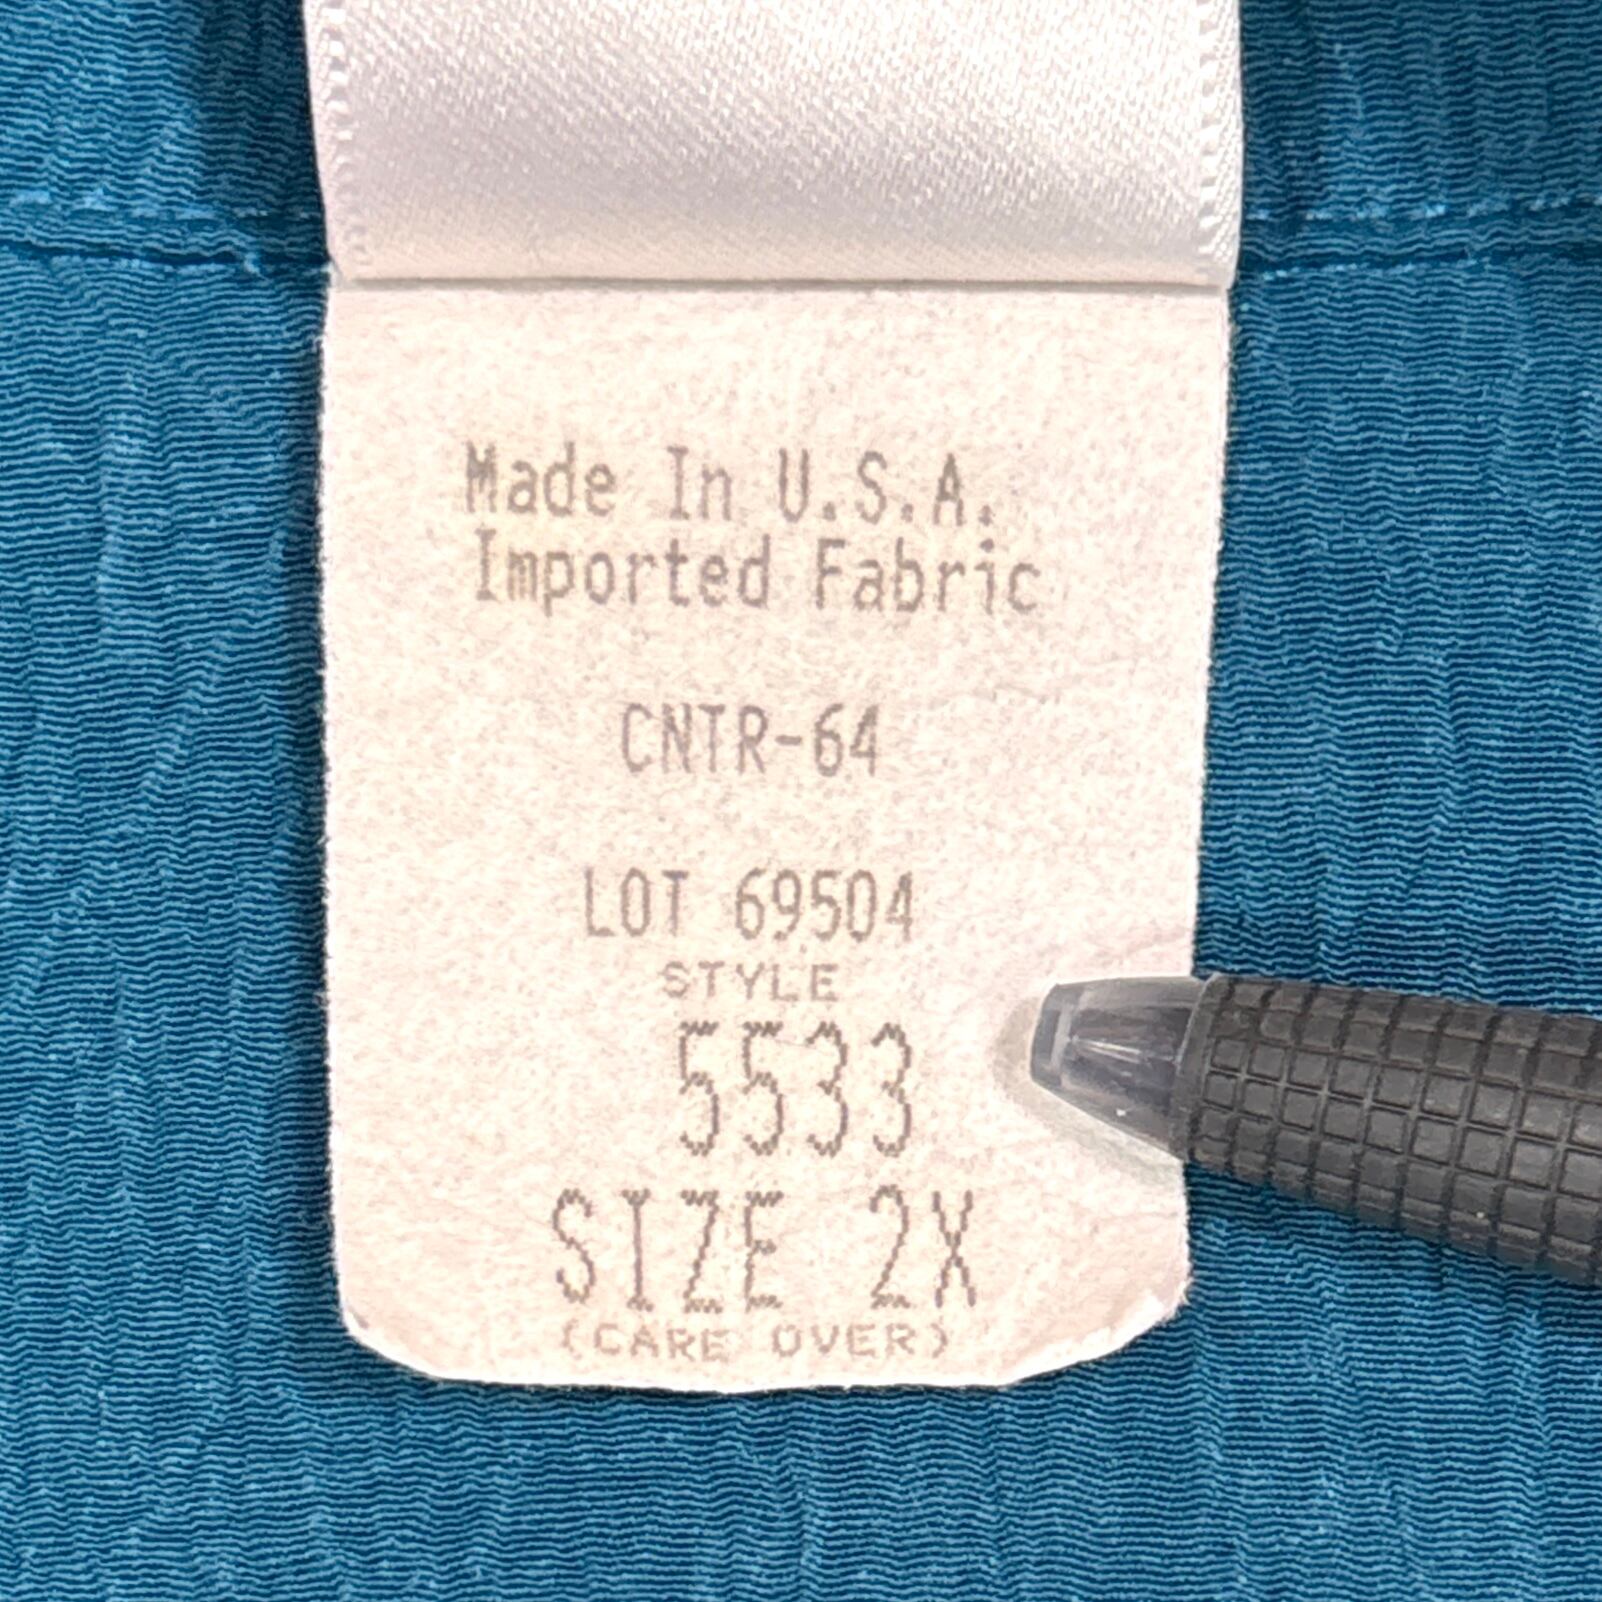 Made In U.S.A.
Imported Fabric
CNTR-64
LOT 69504
STYLE
5533
SIZE 2X
(CARE OVER)